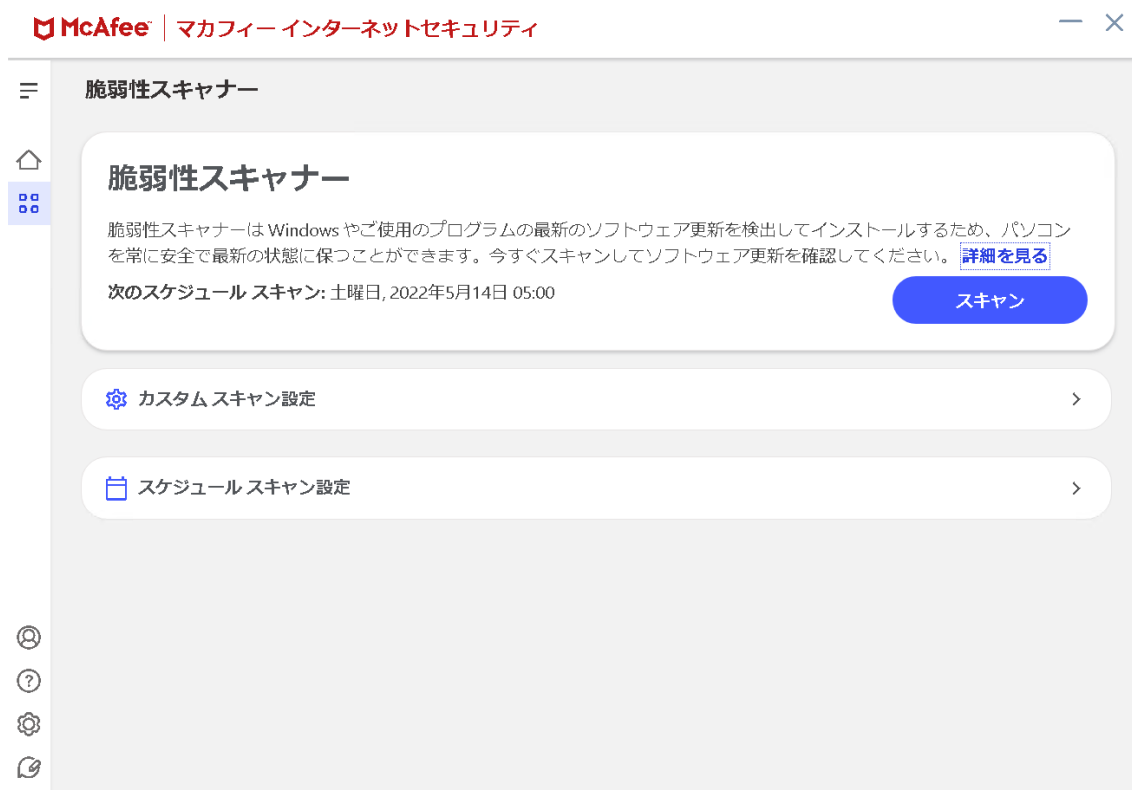 McAfee™ マカフィー インターネットセキュリティ
脆弱性スキャナー
脆弱性スキャナー
脆弱性スキャナーは Windows やご使用のプログラムの最新のソフトウェア更新を検出してインストールするため、パソコン
を常に安全で最新の状態に保つことができます。今すぐスキャンしてソフトウェア更新を確認してください。 詳細を見る
次のスケジュール スキャン: 土曜日, 2022年5月14日 05:00
スキャン
カスタム スキャン設定
スケジュール スキャン設定